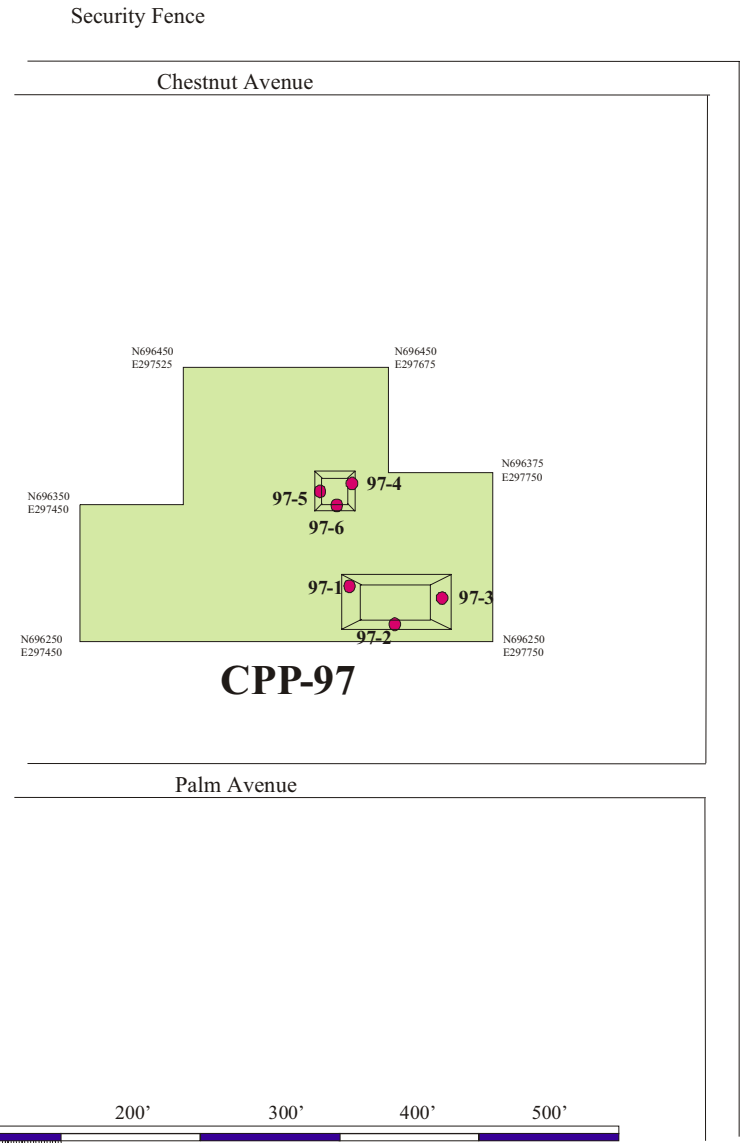 Security Fence
Chestnut Avenue
N696450
E297525
N696450
E297675
N696375
E297750
N696350
E297450
97-5
97-4
97-6
97-1
97-3
97-2
N696250
E297450
N696250
E297750
CPP-97
Palm Avenue
200’
300’
400’
500’